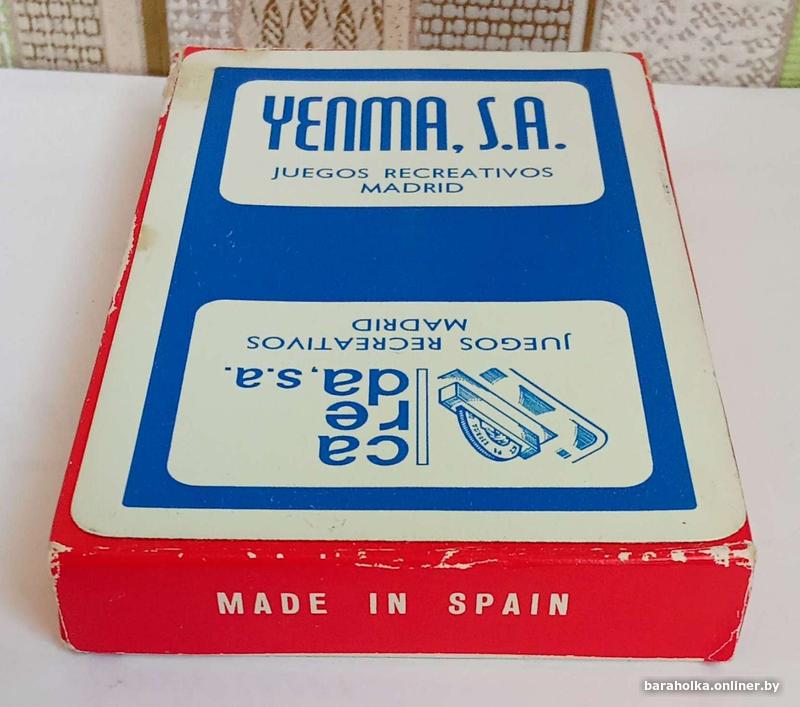 YENMA, S.A.
JUEGOS RECREATIVOS
MADRID
ca
re
da, s.a.
JUEGOS RECREATIVOS
MADRID
MADE IN SPAIN
baraholka.onliner.by